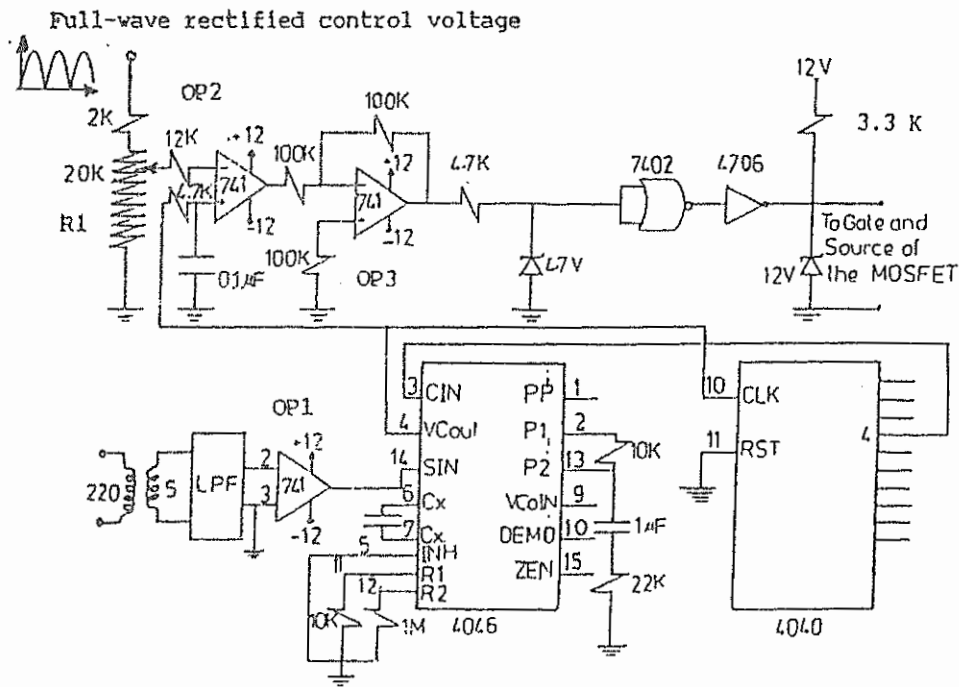 Full-wave rectified control voltage
OP2
2K
12K
+12
100K
100K
+12
4.7K
7402
4706
12V
3.3 K
20K
4.7K
741
-12
741
-12
R1
0.1µF
100K
OP3
4.7V
12V
To Gate and
Source of
the MOSFET
OP1
+12
220
5
LPF
2
3
741
-12
3
CIN
PP
1
4
VCout
P1
2
10K
14
SIN
P2
13
6
Cx
VCoIN
9
7
Cx
DEMO
10
1µF
5
INH
11
R1
ZEN
15
12
R2
22K
10K
1M
4046
10
CLK
4
11
RST
4040